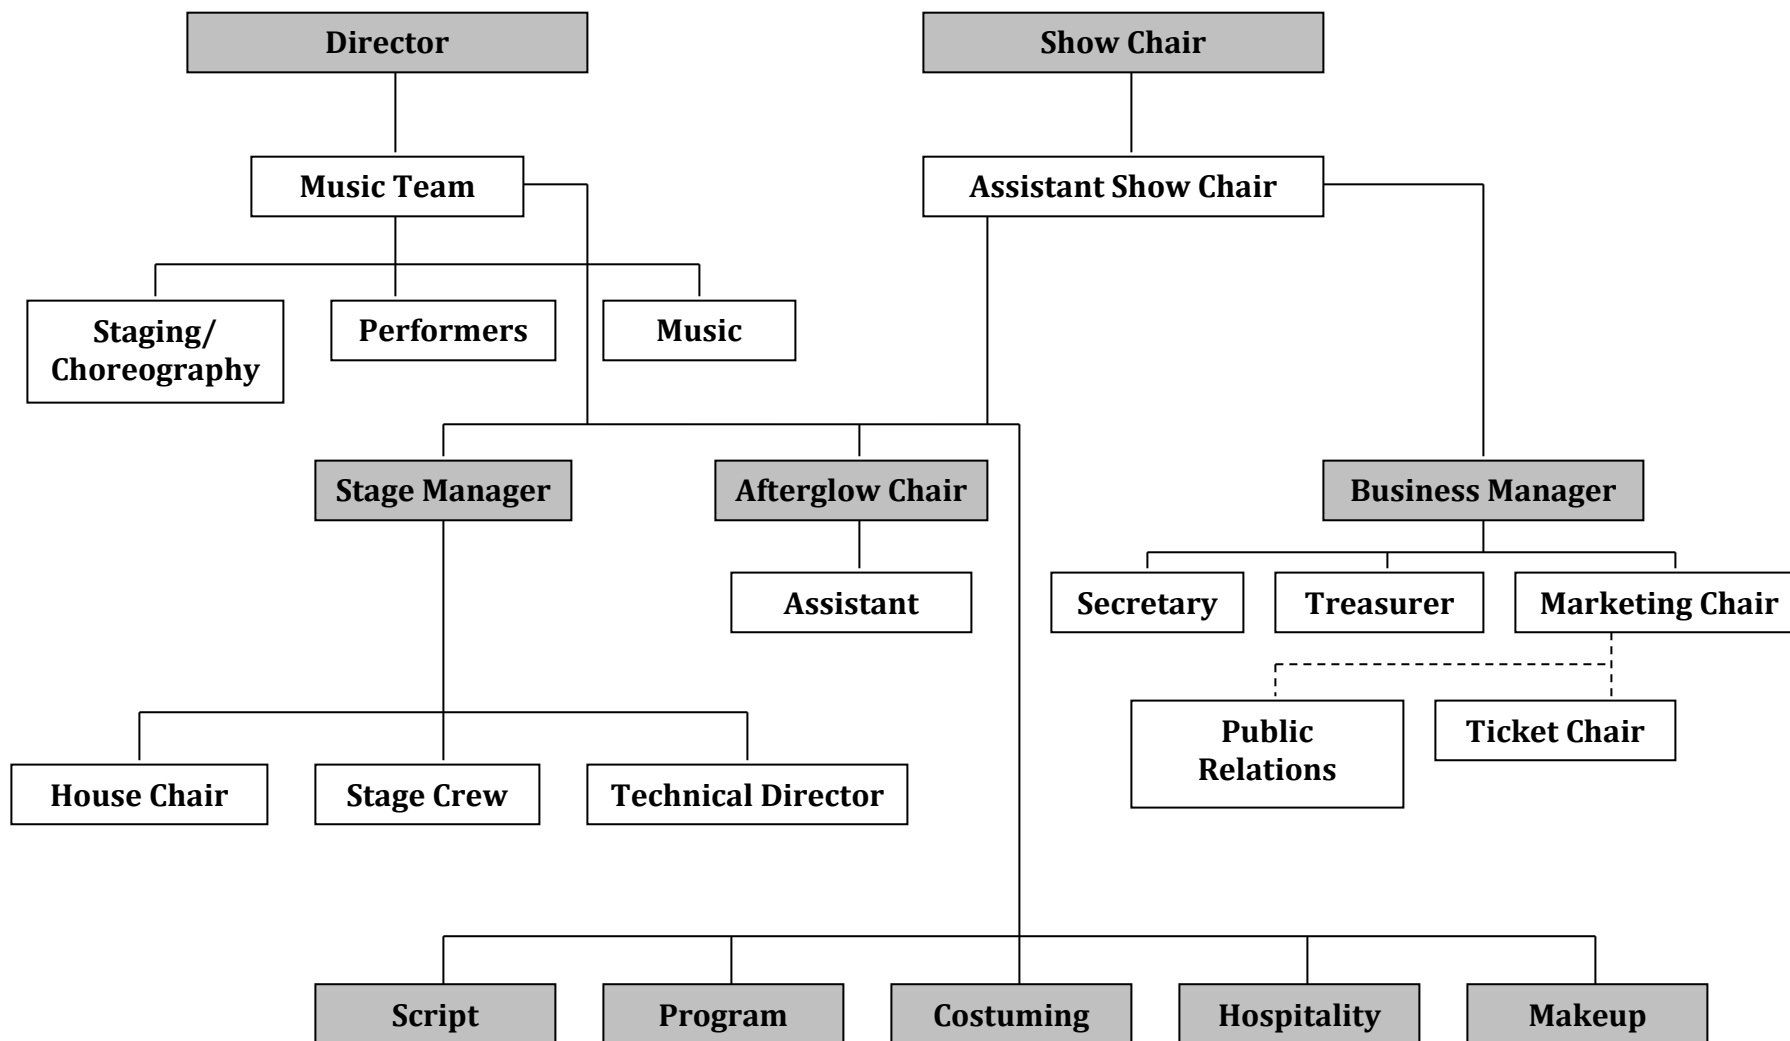 Director
Show Chair
Music Team
Assistant Show Chair
Staging/
Choreography
Performers
Music
Stage Manager
Afterglow Chair
Business Manager
Assistant
Secretary
Treasurer
Marketing Chair
Public
Relations
Ticket Chair
House Chair
Stage Crew
Technical Director
Script
Program
Costuming
Hospitality
Makeup